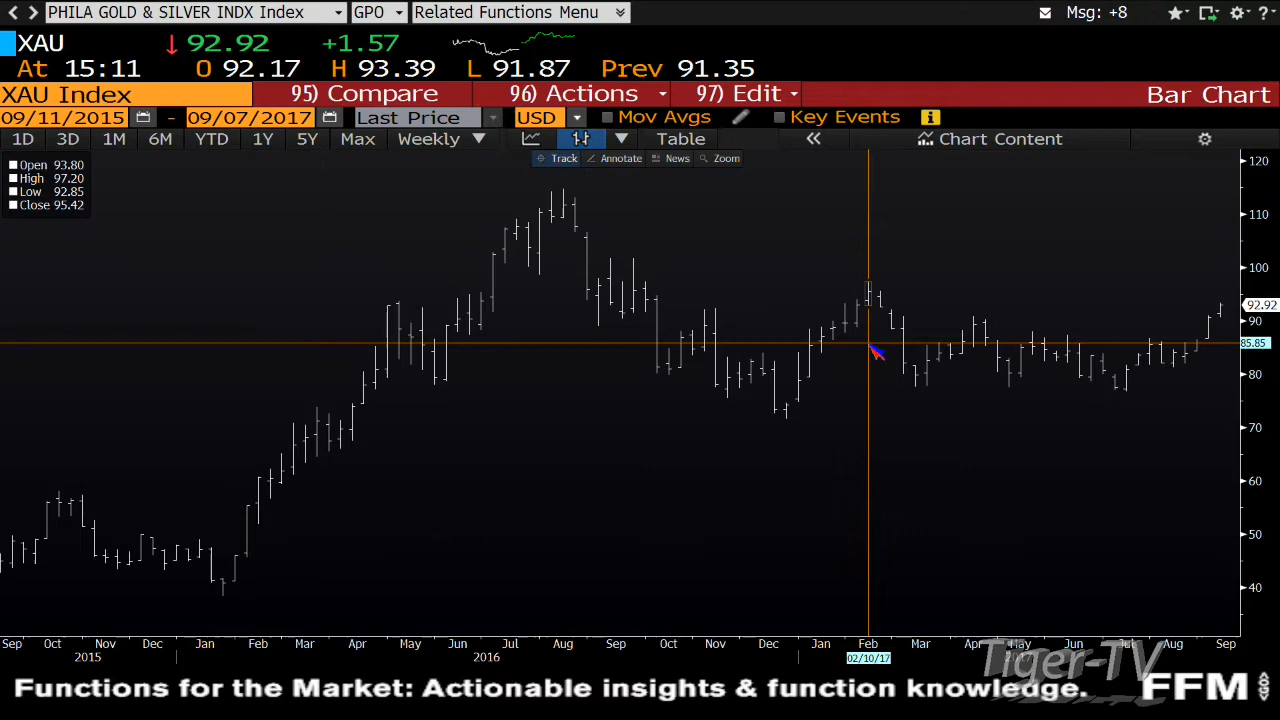 PHILA GOLD & SILVER INDX Index GPO Related Functions Menu Msg: +8 ?
XAU 92.92 +1.57
At 15:11 O 92.17 H 93.39 L 91.87 Prev 91.35
XAU Index 95) Compare 96) Actions 97) Edit Bar Chart
09/11/2015 - 09/07/2017 Last Price USD Mov Avgs Key Events
1D 3D 1M 6M YTD 1Y 5Y Max Weekly Table Chart Content
Track Annotate News Zoom
Open 93.80
High 97.20
Low 92.85
Close 95.42
120
110
100
92.92
90
85.85
80
70
60
50
40
Sep Oct Nov Dec Jan Feb Mar Apr May Jun Jul Aug Sep Oct Nov Dec Jan Feb Mar Apr May Jun Jul Aug Sep
2015 2016 02/10/17 2017
Tiger-TV
Functions for the Market: Actionable insights & function knowledge. FFM